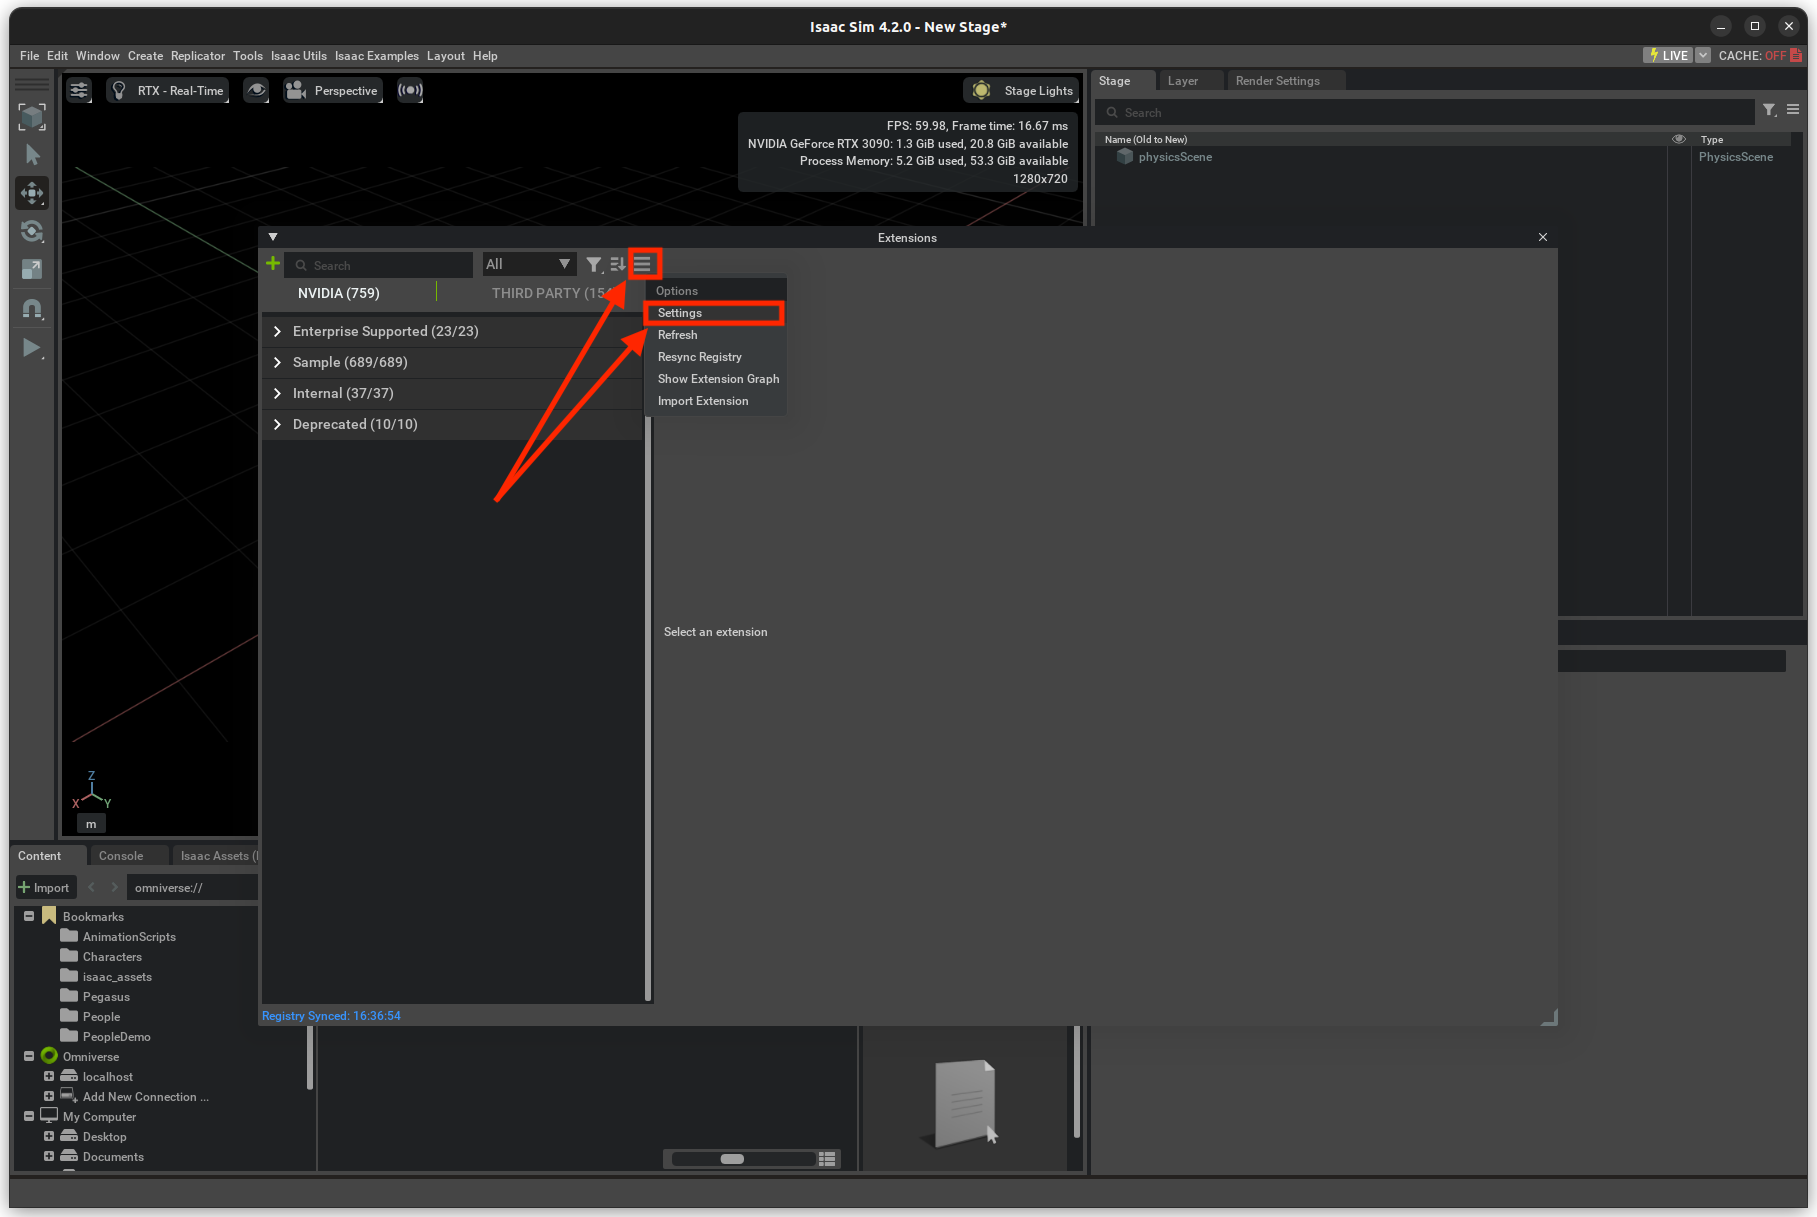 Isaac Sim 4.2.0 - New Stage*
File Edit Window Create Replicator Tools Isaac Utils Isaac Examples Layout Help
LIVE
CACHE: OFF
RTX - Real-Time
Perspective
Stage Lights
FPS: 59.98, Frame time: 16.67 ms
NVIDIA GeForce RTX 3090: 1.3 GiB used, 20.8 GiB available
Process Memory: 5.2 GiB used, 53.3 GiB available
1280x720
Stage Layer Render Settings
Search
Name (Old to New) Type
physicsScene PhysicsScene
Extensions
Search
All
NVIDIA (759)
THIRD PARTY (15
Enterprise Supported (23/23)
Sample (689/689)
Internal (37/37)
Deprecated (10/10)
Options
Settings
Refresh
Resync Registry
Show Extension Graph
Import Extension
Select an extension
Registry Synced: 16:36:54
Z
X Y
m
Content Console Isaac Assets (
Import
omniverse://
Bookmarks
AnimationScripts
Characters
isaac_assets
Pegasus
People
PeopleDemo
Omniverse
localhost
Add New Connection ...
My Computer
Desktop
Documents